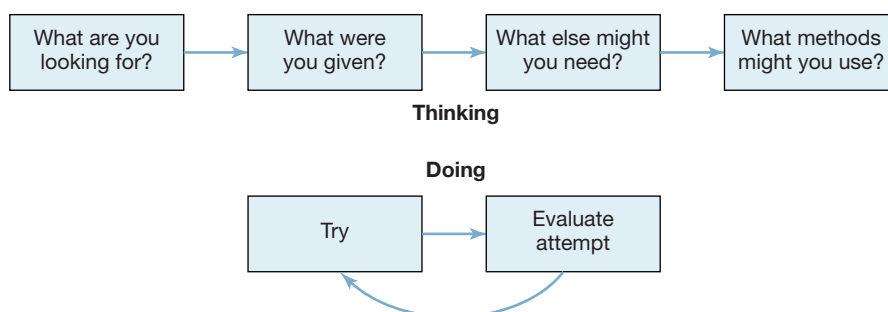 What are you
looking for?
What were
you given?
What else might
you need?
What methods
might you use?
Thinking
Doing
Try
Evaluate
attempt